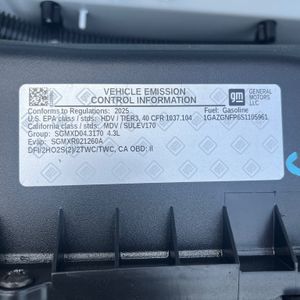 VEHICLE EMISSION
CONTROL INFORMATION
gm
GENERAL
MOTORS
LLC
Conforms to Regulations: 2025
Fuel: Gasoline
U.S. EPA class / stds: HDV / TIER3, 40 CFR 1037.104
1GAZGNFP6S1105961
California class / stds: MDV / SULEV170
Group: SGMXD04.3170 4.3L
Evap: SGMXR021260A
DFI/2HO2S(2)/2TWC/TWC, CA OBD: II